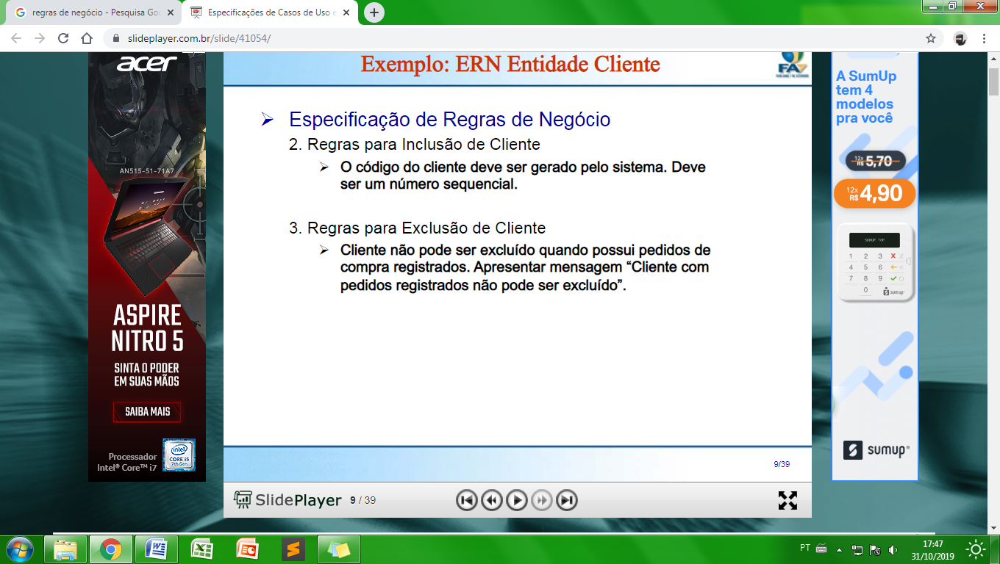 regras de negócio - Pesquisa Goo
Especificações de Casos de Uso e
slideplayer.com.br/slide/41054/
acer
AN515-51-71A7
ASPIRE
NITRO 5
SINTA O PODER
EM SUAS MÃOS
SAIBA MAIS
Processador
Intel® Core™ i7
intel
CORE i5
7th Gen
Exemplo: ERN Entidade Cliente
FA7
FACULDADE 7 DE SETEMBRO
Especificação de Regras de Negócio
2. Regras para Inclusão de Cliente
O código do cliente deve ser gerado pelo sistema. Deve
ser um número sequencial.
3. Regras para Exclusão de Cliente
Cliente não pode ser excluído quando possui pedidos de
compra registrados. Apresentar mensagem “Cliente com
pedidos registrados não pode ser excluído”.
9/39
SlidePlayer
9 / 39
A SumUp
tem 4
modelos
pra você
12x
R$ 5,70
12x
R$ 4,90
SUMUP TOP
1 2 3 X
4 5 6
7 8 9
0 sumup
sumup®
PT
17:47
31/10/2019